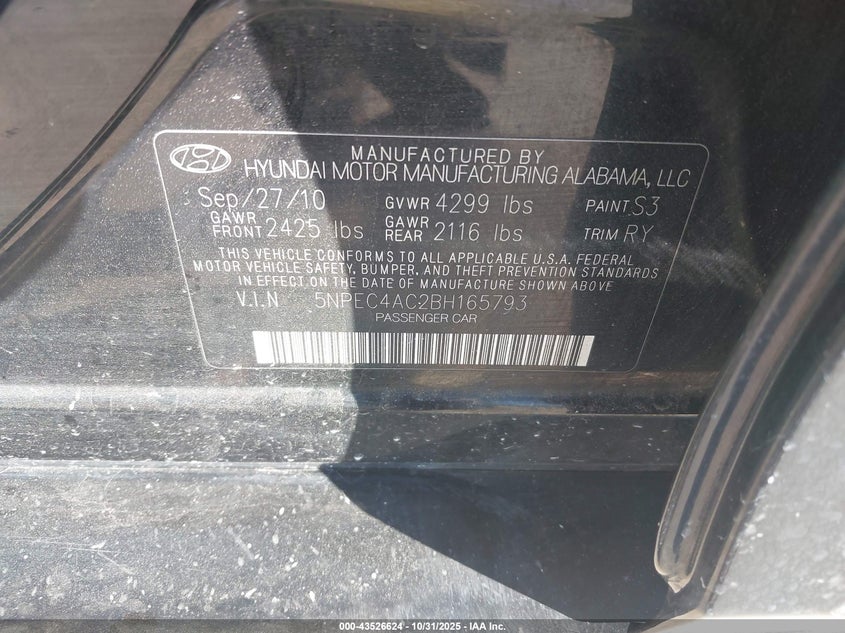 MANUFACTURED BY
HYUNDAI MOTOR MANUFACTURING ALABAMA, LLC
Sep/27/10 GVWR 4299 lbs PAINT S3
GAWR FRONT 2425 lbs GAWR REAR 2116 lbs TRIM RY
THIS VEHICLE CONFORMS TO ALL APPLICABLE U.S.A. FEDERAL
MOTOR VEHICLE SAFETY, BUMPER, AND THEFT PREVENTION STANDARDS
IN EFFECT ON THE DATE OF MANUFACTURE SHOWN ABOVE
V.I.N 5NPEC4AC2BH165793
PASSENGER CAR
000-43526624 - 10/31/2025 - IAA Inc.